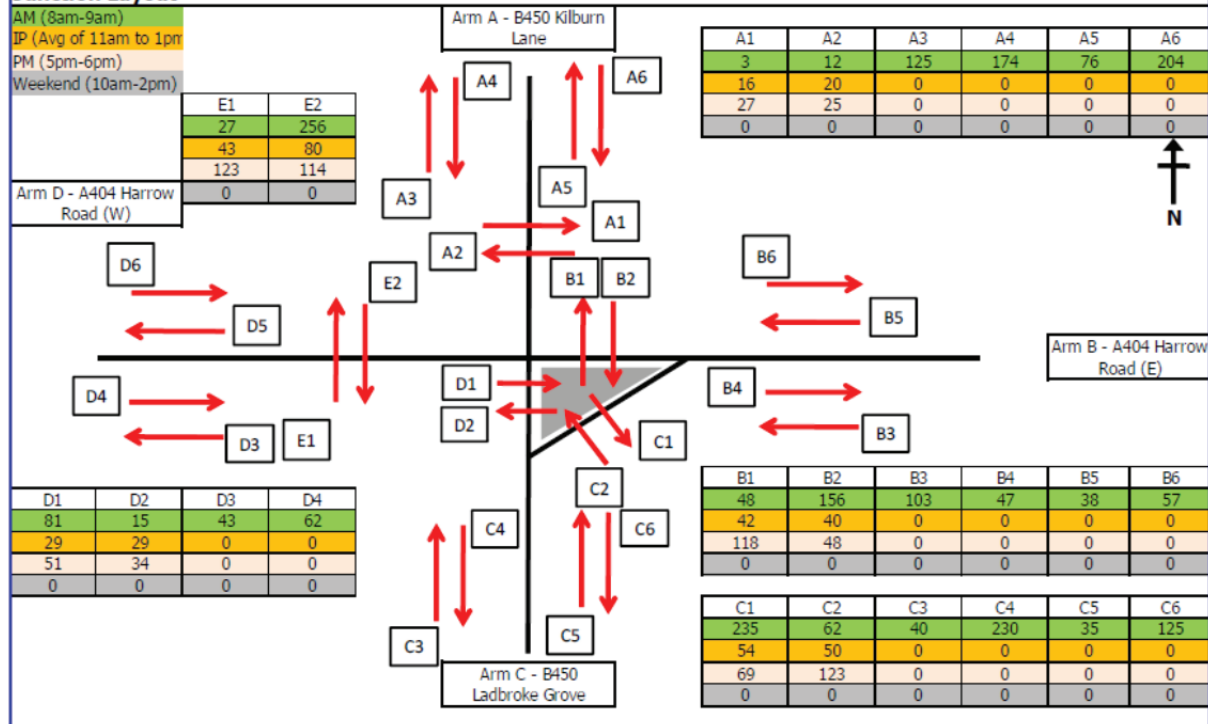 AM (8am-9am)
IP (Avg of 11am to 1pm
PM (5pm-6pm)
Weekend (10am-2pm)
Arm A - B450 Kilburn
Lane
A1 A2 A3 A4 A5 A6
3 12 125 174 76 204
16 20 0 0 0 0
27 25 0 0 0 0
0 0 0 0 0 0
E1 E2
27 256
43 80
123 114
0 0
Arm D - A404 Harrow
Road (W)
A4
A6
A3
A5
A1
A2
N
D6
E2
B1
B2
B6
D5
B5
Arm B - A404 Harrow
Road (E)
D4
D1
B4
D3
E1
D2
C1
B3
C2
D1 D2 D3 D4
81 15 43 62
29 29 0 0
51 34 0 0
0 0 0 0
C4
C6
B1 B2 B3 B4 B5 B6
48 156 103 47 38 57
42 40 0 0 0 0
118 48 0 0 0 0
0 0 0 0 0 0
C3
C5
C1 C2 C3 C4 C5 C6
235 62 40 230 35 125
54 50 0 0 0 0
69 123 0 0 0 0
0 0 0 0 0 0
Arm C - B450
Ladbroke Grove